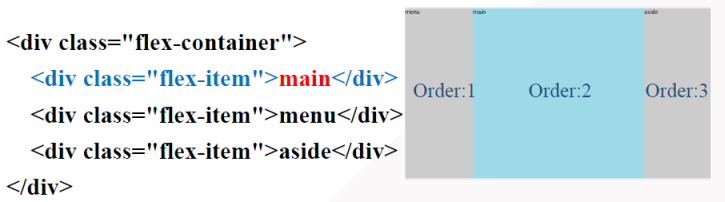 <div class="flex-container">
<div class="flex-item">main</div>
<div class="flex-item">menu</div>
<div class="flex-item">aside</div>
</div>
menu main aside
Order:1 Order:2 Order:3